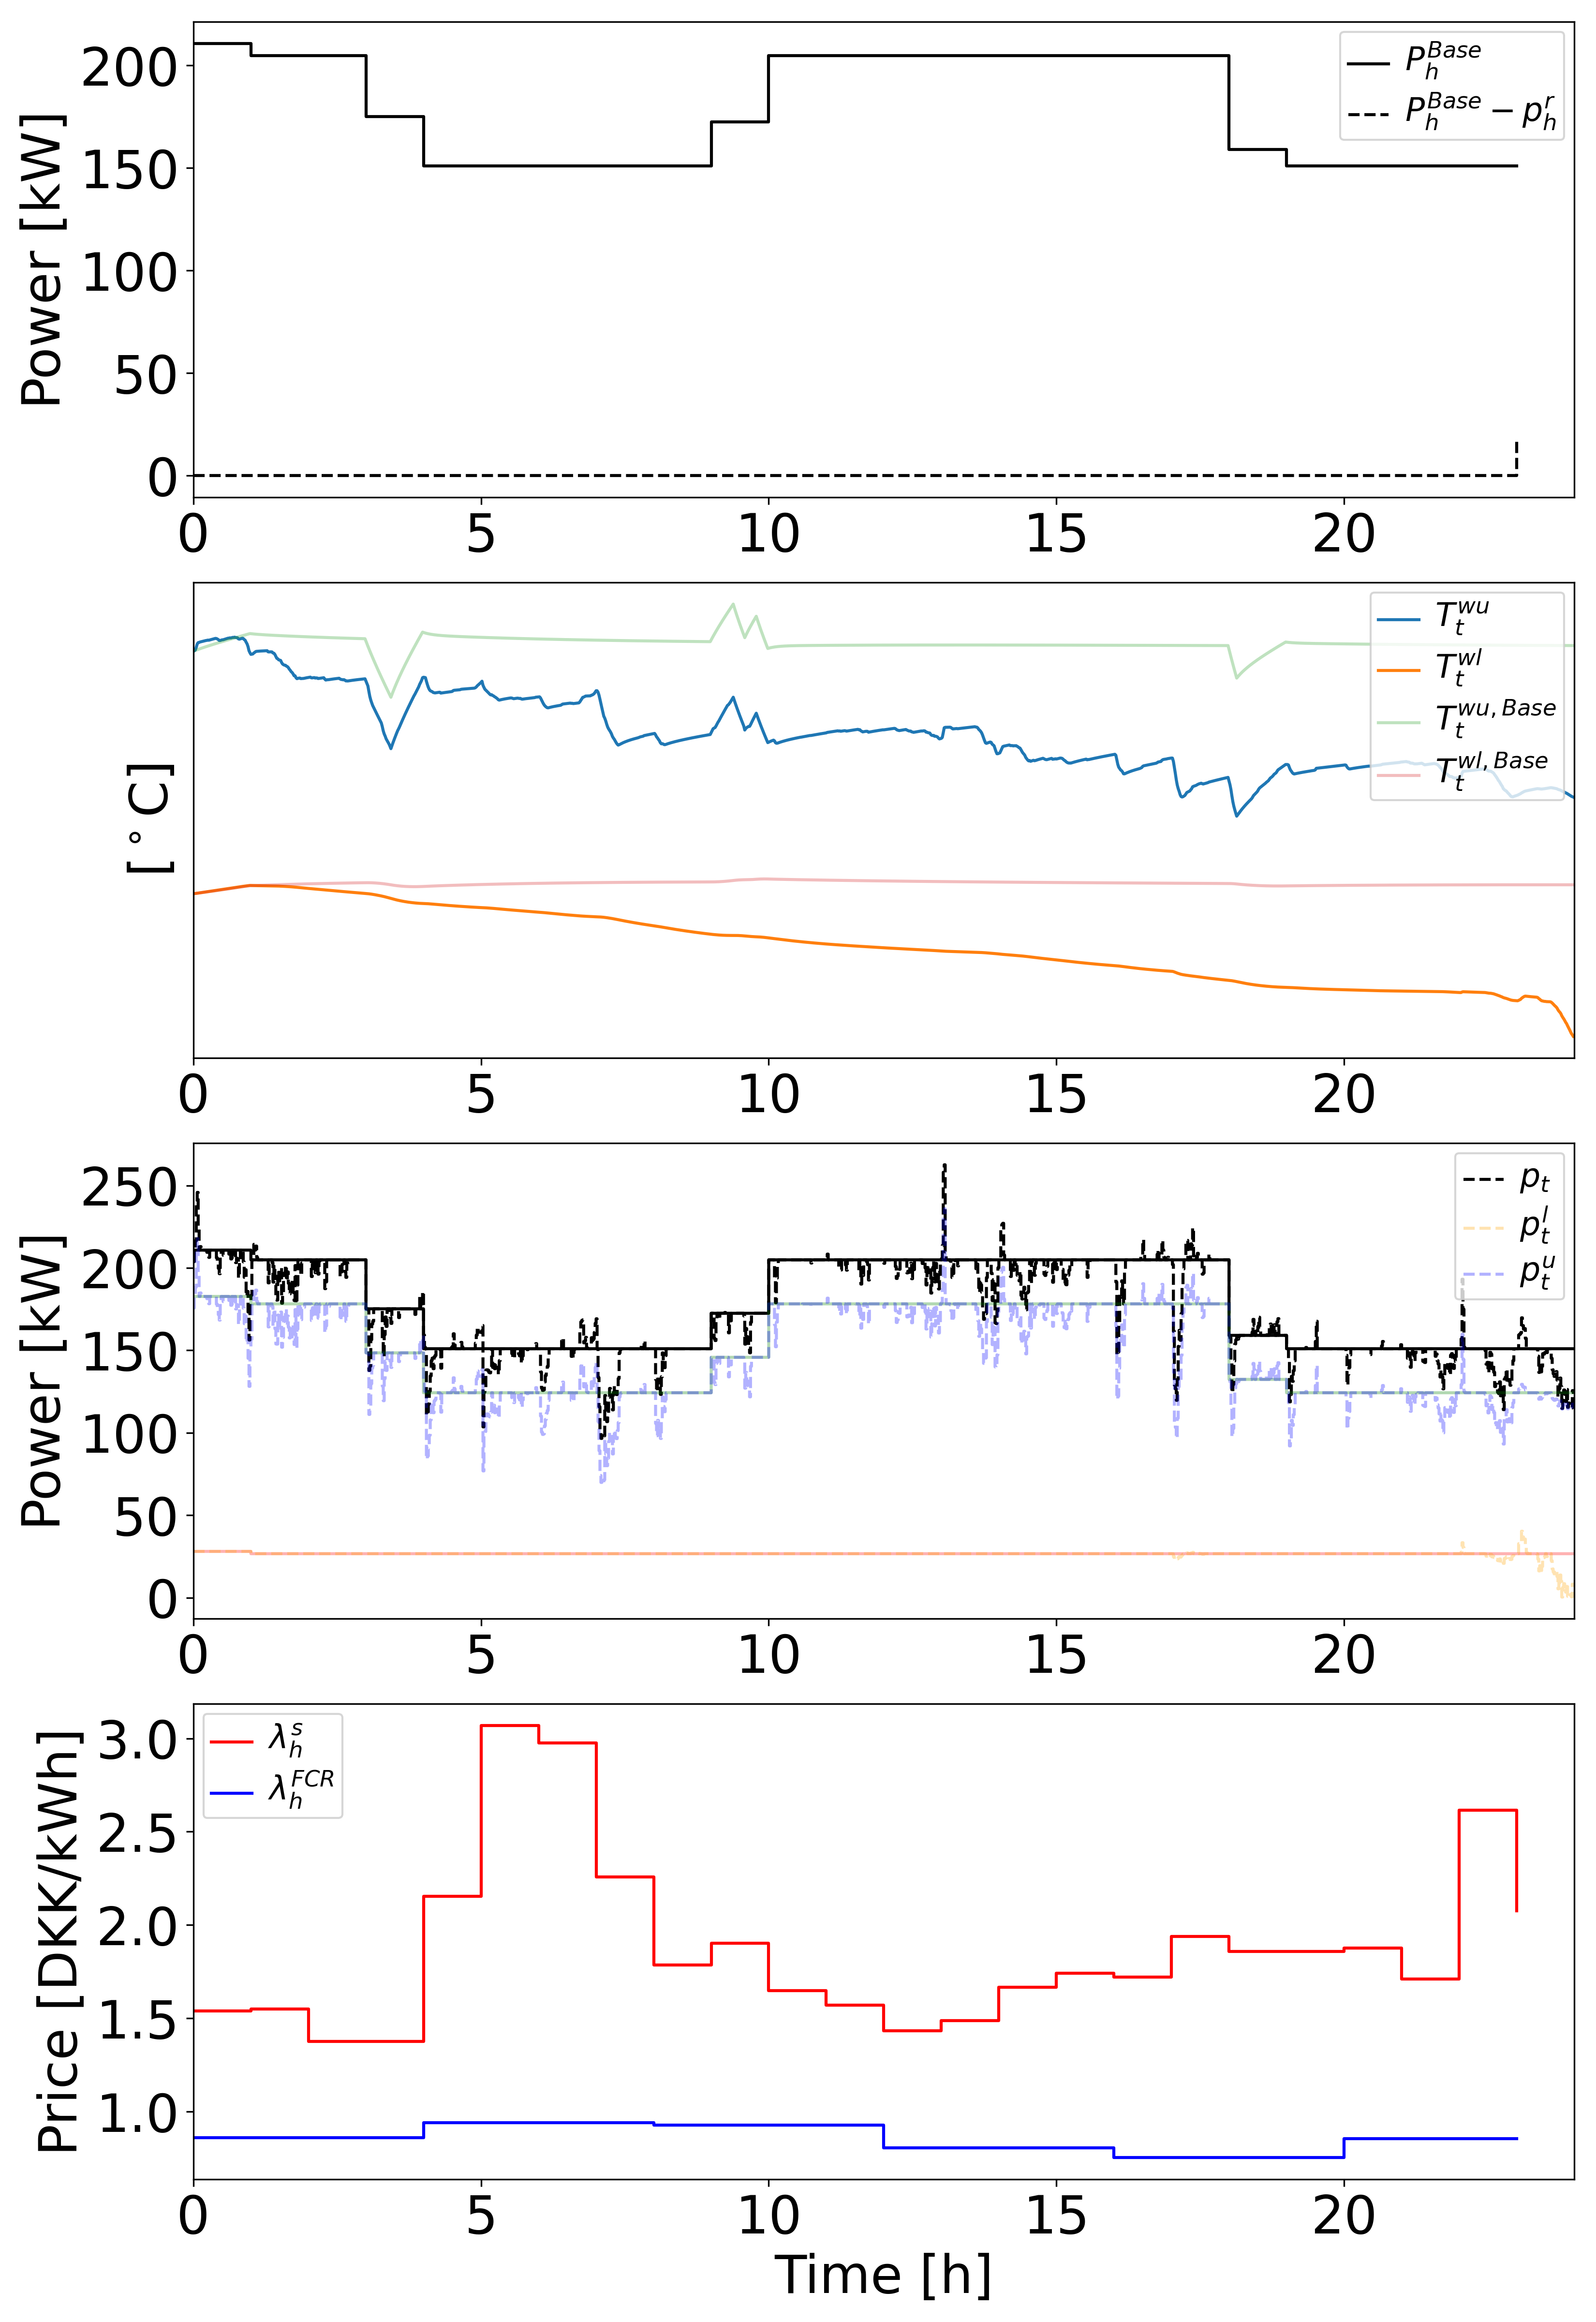 Power [kW]
200
150
100
50
0
P_h^{Base}
P_h^{Base} − p_h^r
0 5 10 15 20
[°C]
T_t^{wu}
T_t^{wl}
T_t^{wu, Base}
T_t^{wl, Base}
0 5 10 15 20
Power [kW]
250
200
150
100
50
0
p_t
p_t^l
p_t^u
0 5 10 15 20
Price [DKK/kWh]
3.0
2.5
2.0
1.5
1.0
λ_h^s
λ_h^{FCR}
0 5 10 15 20
Time [h]